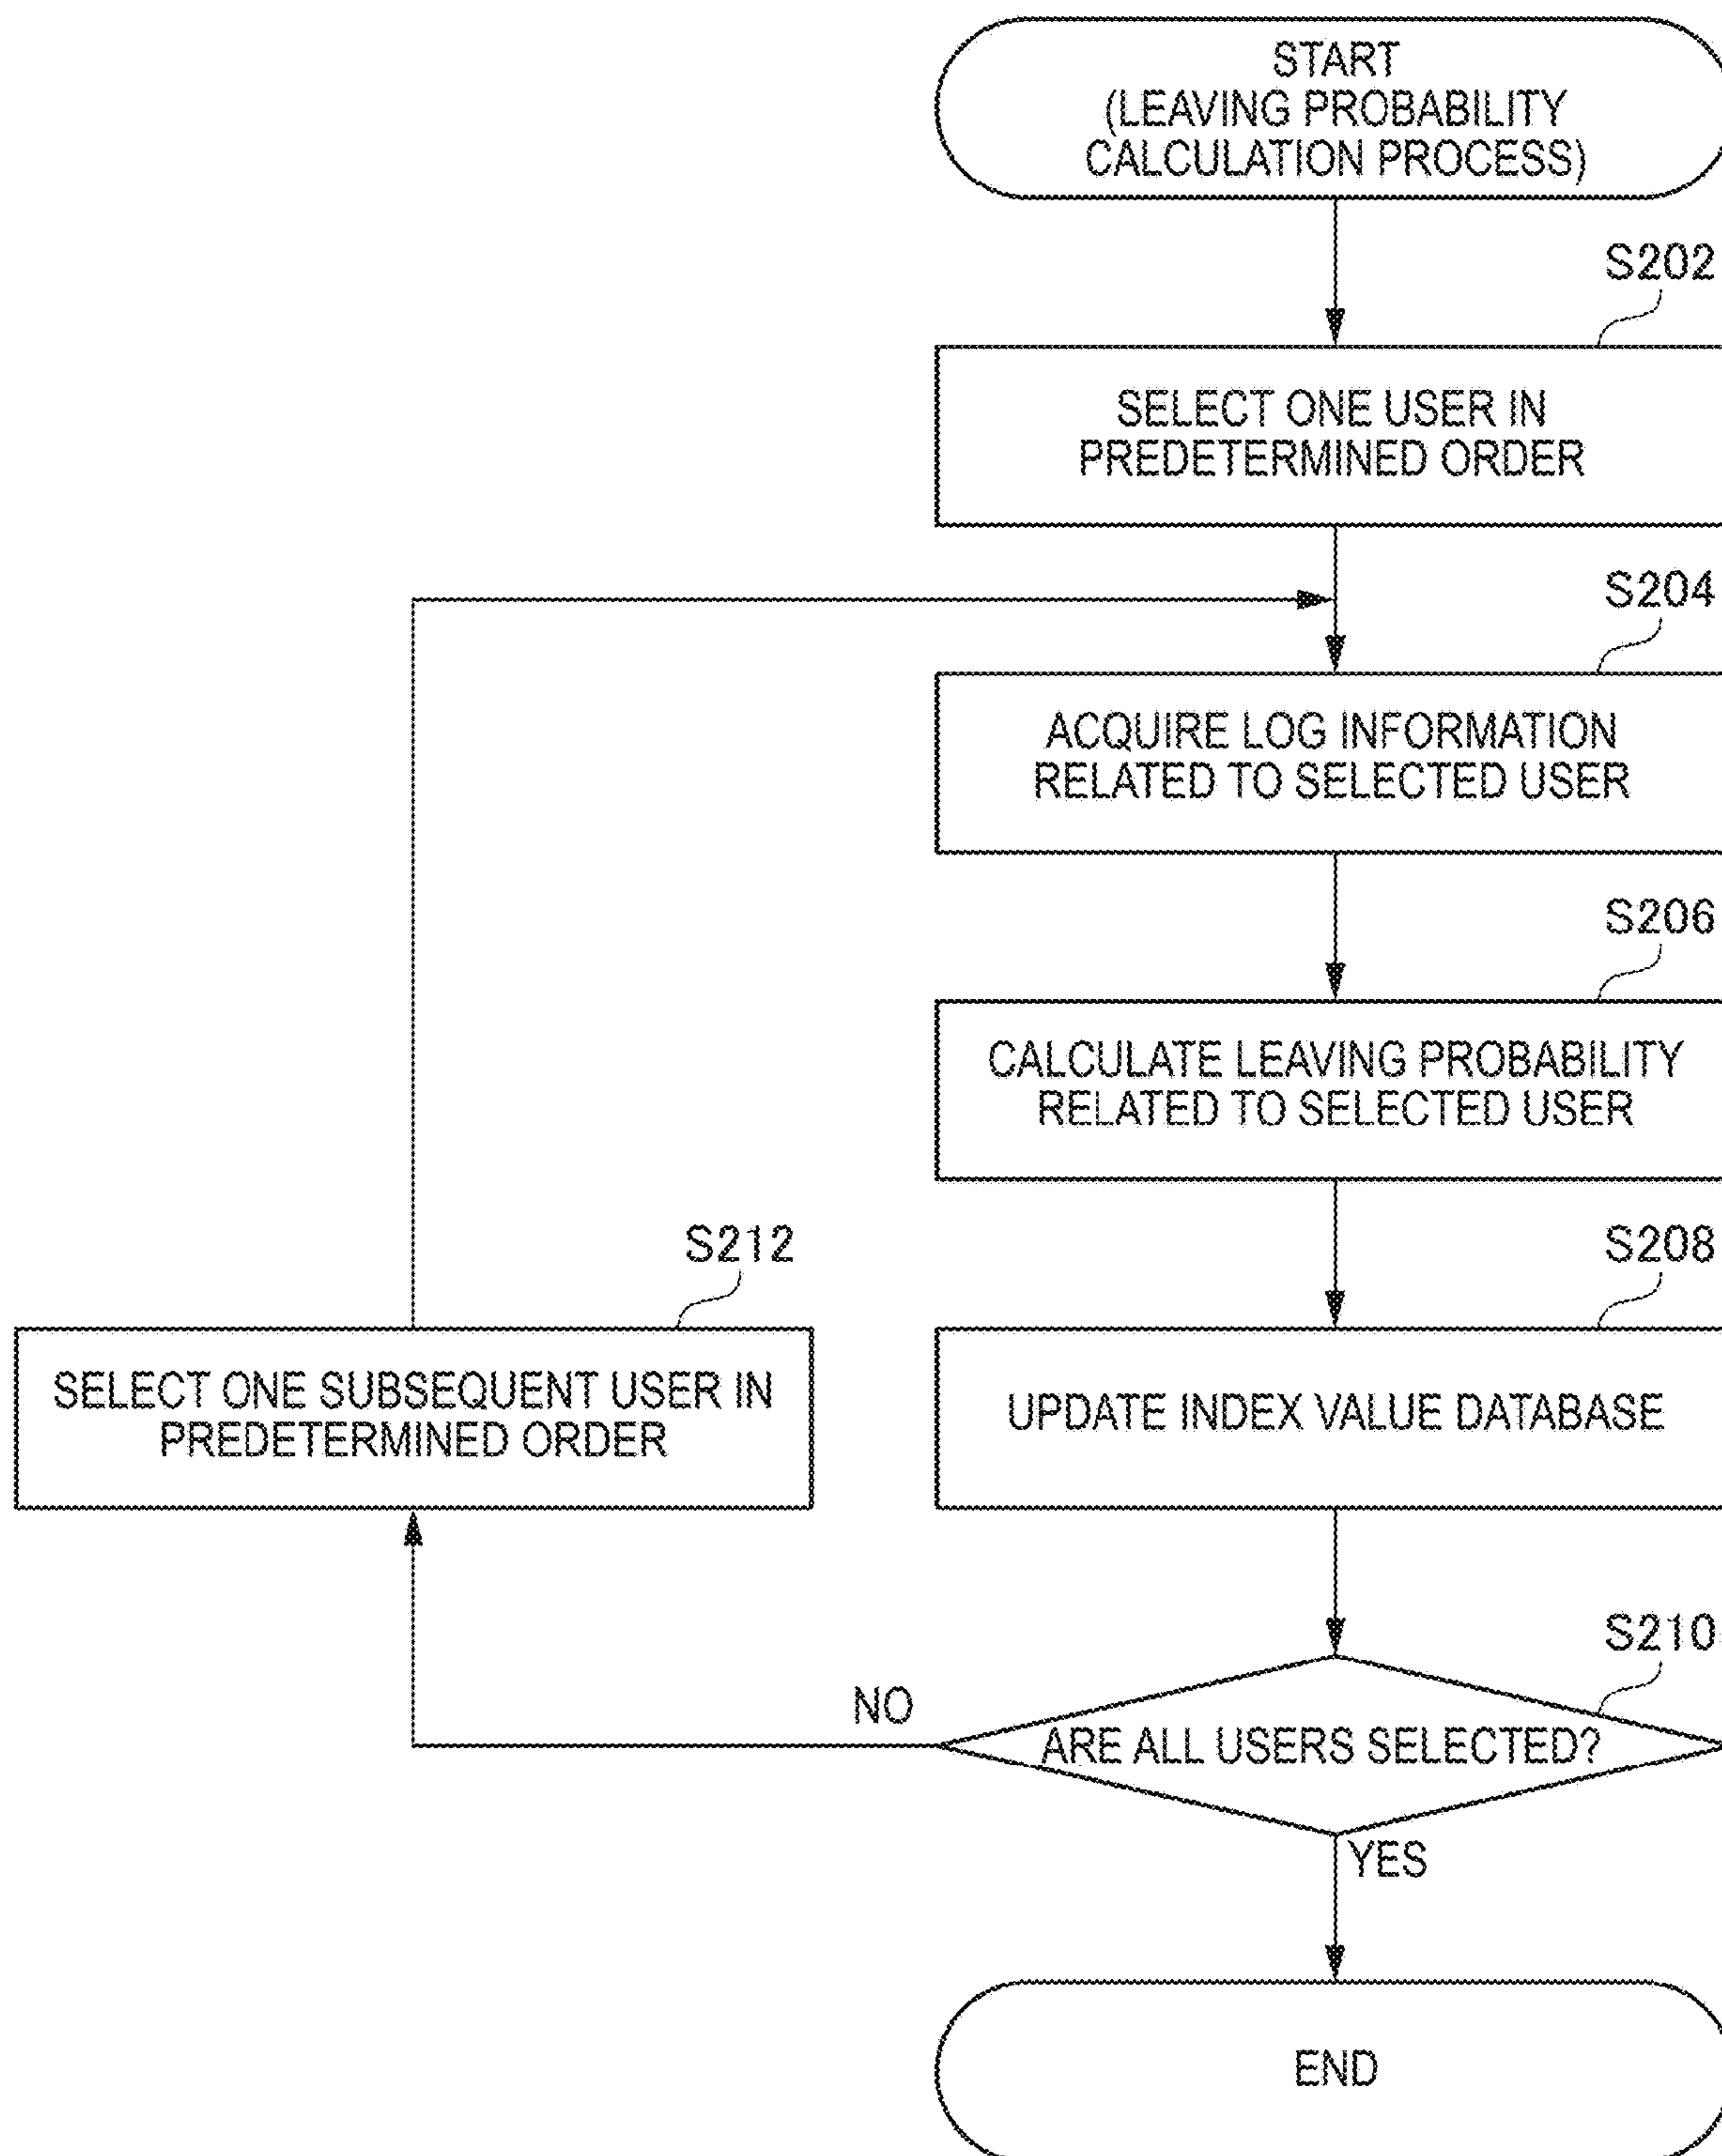 START
(LEAVING PROBABILITY
CALCULATION PROCESS)
S202
SELECT ONE USER IN
PREDETERMINED ORDER
S204
ACQUIRE LOG INFORMATION
RELATED TO SELECTED USER
S206
CALCULATE LEAVING PROBABILITY
RELATED TO SELECTED USER
S212
S208
SELECT ONE SUBSEQUENT USER IN
PREDETERMINED ORDER
UPDATE INDEX VALUE DATABASE
S210
NO
ARE ALL USERS SELECTED?
YES
END